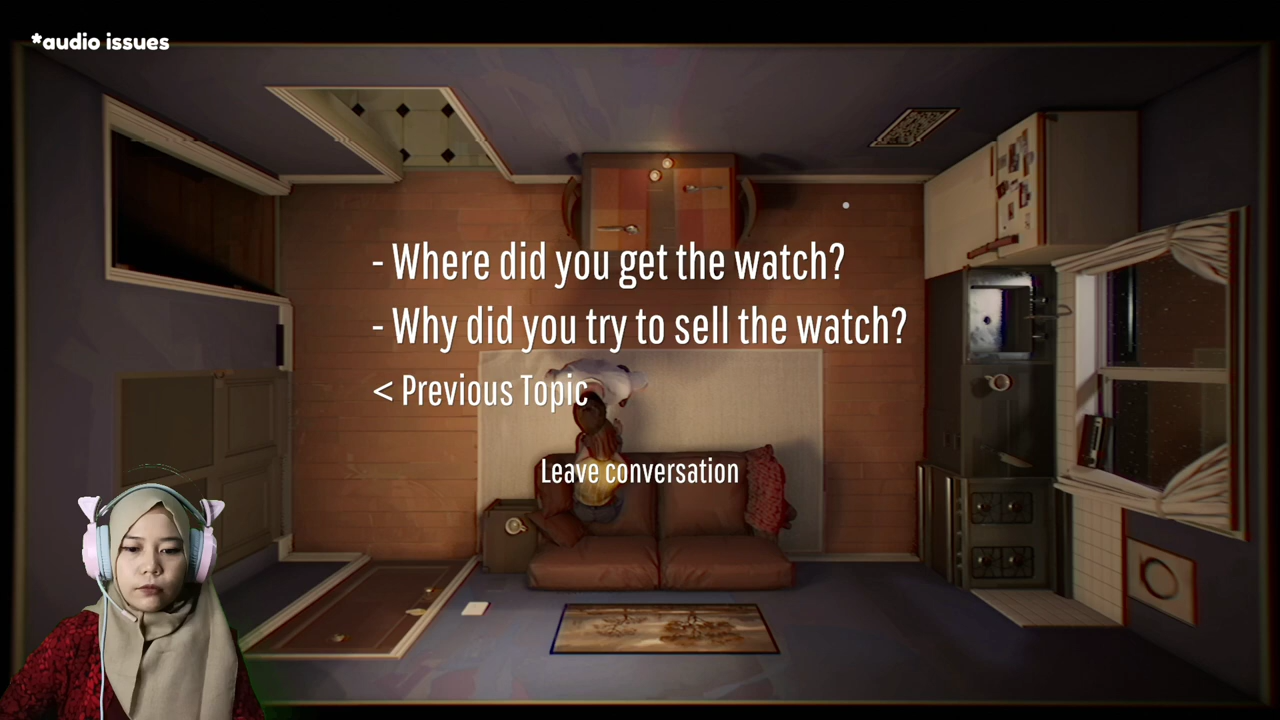 *audio issues
- Where did you get the watch?
- Why did you try to sell the watch?
< Previous Topic
Leave conversation